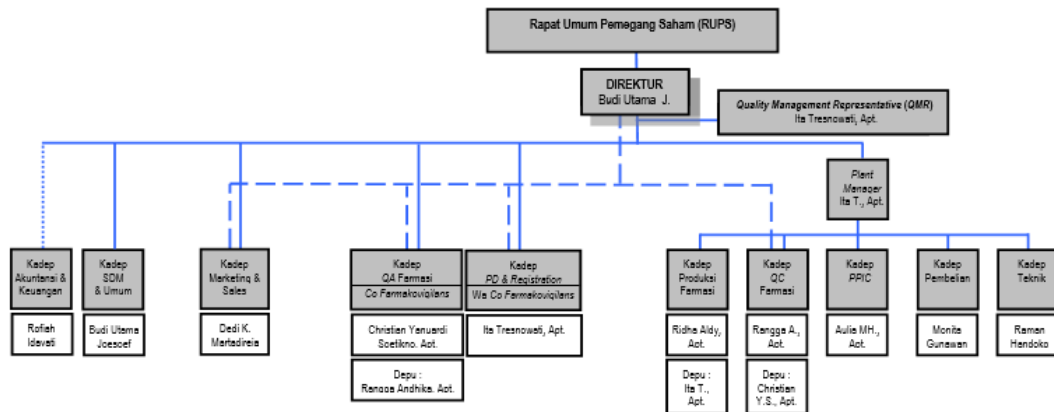 Rapat Umum Pemegang Saham (RUPS)
DIREKTUR
Budi Utama J.
Quality Management Representative (QMR)
Ita Tresnowati, Apt.
Plant
Manager
Ita T., Apt.
Kadep
Akuntansi &
Keuangan
Rofiah
Kadep
SDM
& Umum
Budi Utama
Joesoef
Kadep
Marketing &
Sales
Dedi K.
Kadep
QA Farmasi
Co Farmakovigilans
Christian Yanuardi
Soetikno, Apt.
Depu :
Rangga Andhika, Apt.
Kadep
PD & Registration
Wa Co Farmakovigilans
Ita Tresnowati, Apt.
Kadep
Produksi
Farmasi
Ridha Aldy,
Apt.
Depu :
Ita T.,
Apt.
Kadep
QC
Farmasi
Rangga A.,
Apt.
Depu :
Christian
Y.S., Apt.
Kadep
PPIC
Aulia MH.,
Apt.
Kadep
Pembelian
Monita
Gunawan
Kadep
Teknik
Raman
Handoko